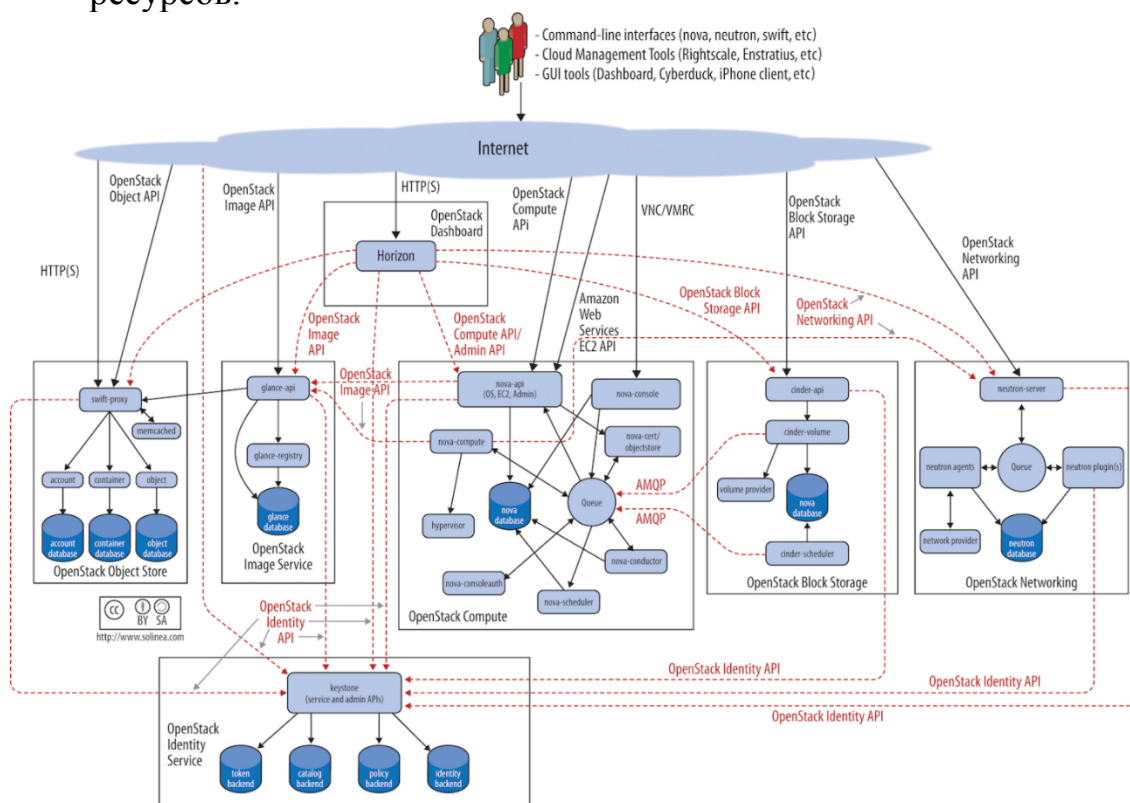 ресурсов.
- Command-line interfaces (nova, neutron, swift, etc)
- Cloud Management Tools (Rightscale, Enstratius, etc)
- GUI tools (Dashboard, Cyberduck, iPhone client, etc)
Internet
OpenStack
Object API
HTTP(S)
OpenStack
Image API
HTTP(S)
OpenStack
Dashboard
Horizon
OpenStack
Compute
APi
VNC/VMRC
Amazon
Web
Services
EC2 API
OpenStack
Block Storage
API
OpenStack
Networking
API
OpenStack
Image
API
OpenStack
Compute API/
Admin API
OpenStack Block
Storage API
OpenStack
Networking API
OpenStack
Image API
swift-proxy
memcached
account
container
object
account
database
container
database
object
database
OpenStack Object Store
glance-api
glance-registry
glance
database
OpenStack
Image Service
nova-api
(OS, EC2, Admin)
nova-console
nova-compute
nova-cert/
objectstore
hypervisor
nova
database
Queue
nova-conductor
nova-consoleauth
nova-scheduler
OpenStack Compute
AMQP
AMQP
cinder-api
cinder-volume
volume provider
nova
database
cinder-scheduler
OpenStack Block Storage
neutron-server
neutron agents
Queue
neutron plugin(s)
network provider
neutron
database
OpenStack Networking
cc
BY SA
http://www.solinea.com
OpenStack
Identity
API
OpenStack Identity API
OpenStack Identity API
OpenStack Identity API
keystone
(service and admin APIs)
OpenStack
Identity
Service
token
backend
catalog
backend
policy
backend
identity
backend